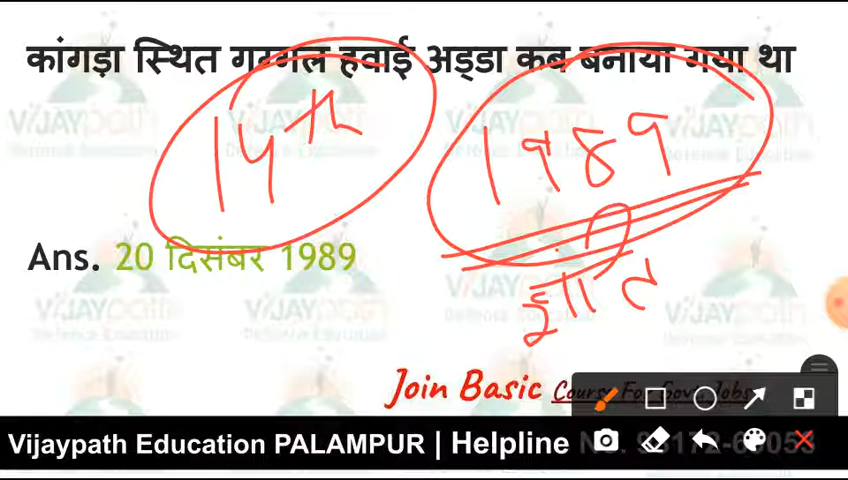 कांगड़ा स्थित गग्गल हवाई अड्डा कब बनाया गया था
14th
1989
Ans. 20 दिसंबर 1989
Join Basic Course For Govt Jobs
Vijaypath Education PALAMPUR | Helpline